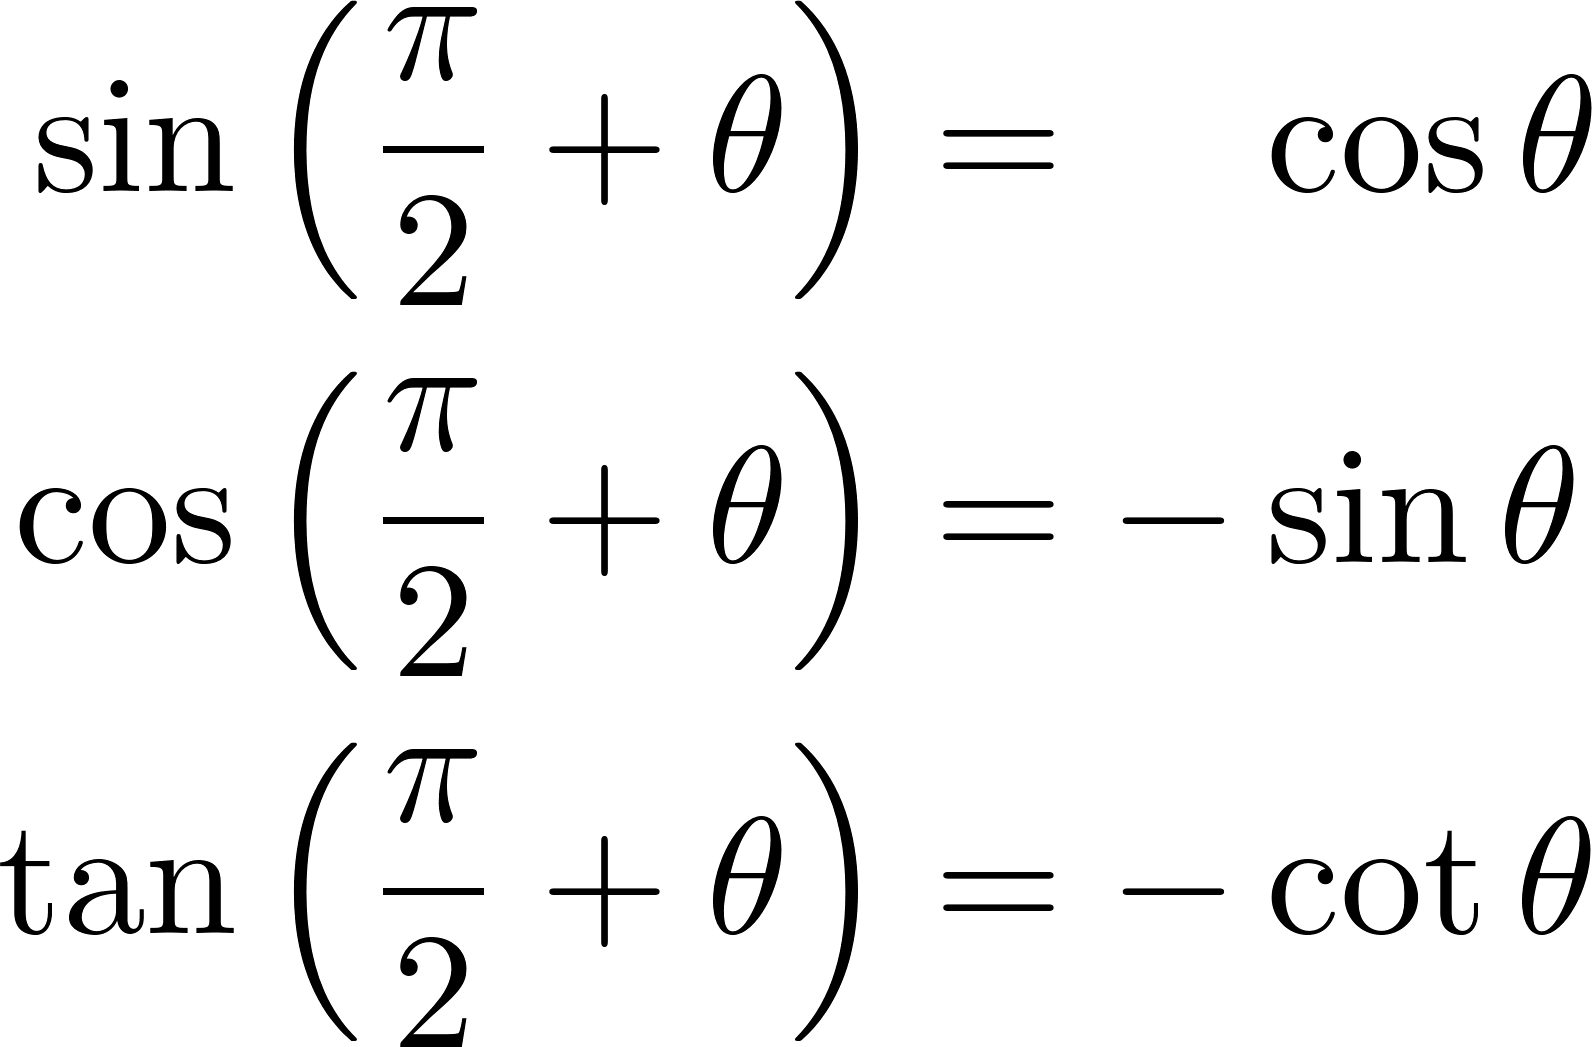 sin(π/2 + θ) = cos θ
cos(π/2 + θ) = − sin θ
tan(π/2 + θ) = − cot θ